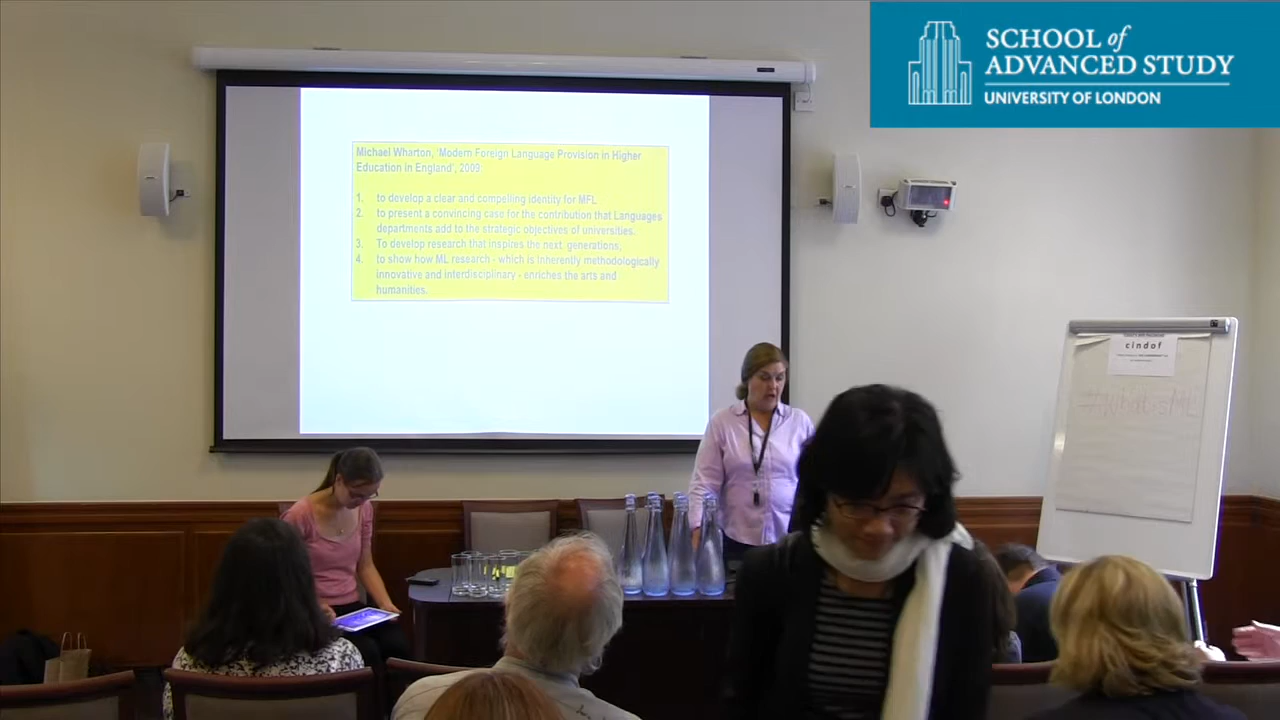 SCHOOL of
ADVANCED STUDY
UNIVERSITY OF LONDON
Michael Wharton, 'Modern Foreign Language Provision in Higher
Education in England', 2009:
1. to develop a clear and compelling identity for MFL
2. to present a convincing case for the contribution that Languages
departments add to the strategic objectives of universities.
3. To develop research that inspires the next generations;
4. to show how ML research - which is inherently methodologically
innovative and interdisciplinary - enriches the arts and
humanities.
cindof